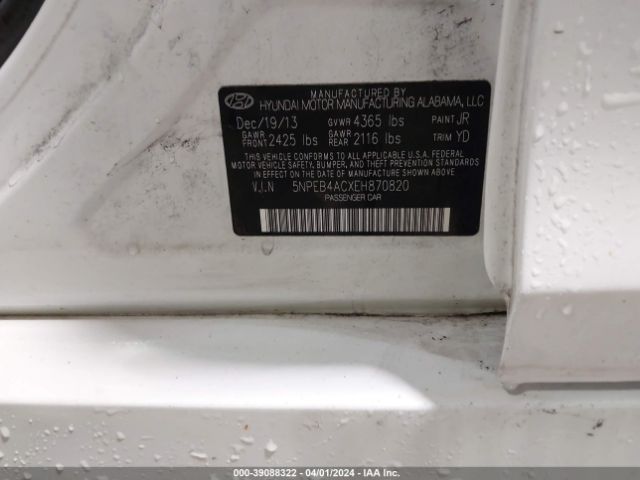 MANUFACTURED BY
HYUNDAI MOTOR MANUFACTURING ALABAMA, LLC
Dec/19/13 GVWR 4365 lbs PAINT JR
GAWR FRONT 2425 lbs GAWR REAR 2116 lbs TRIM YD
THIS VEHICLE CONFORMS TO ALL APPLICABLE U.S.A. FEDERAL
MOTOR VEHICLE SAFETY, BUMPER, AND THEFT PREVENTION
STANDARDS IN EFFECT ON THE DATE OF MANUFACTURE SHOWN
ABOVE.
V.I.N 5NPEB4ACXEH870820
PASSENGER CAR
000-39088322 / 04/01/2024 - IAA Inc.